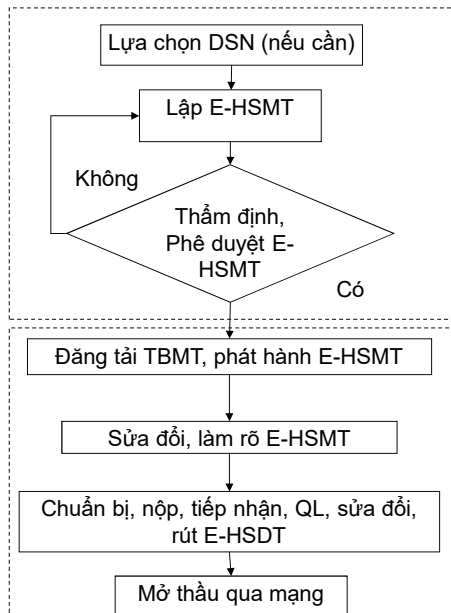 Lựa chọn DSN (nếu cần)
Lập E-HSMT
Không
Thẩm định,
Phê duyệt E-
HSMT
Có
Đăng tải TBMT, phát hành E-HSMT
Sửa đổi, làm rõ E-HSMT
Chuẩn bị, nộp, tiếp nhận, QL, sửa đổi,
rút E-HSDT
Mở thầu qua mạng